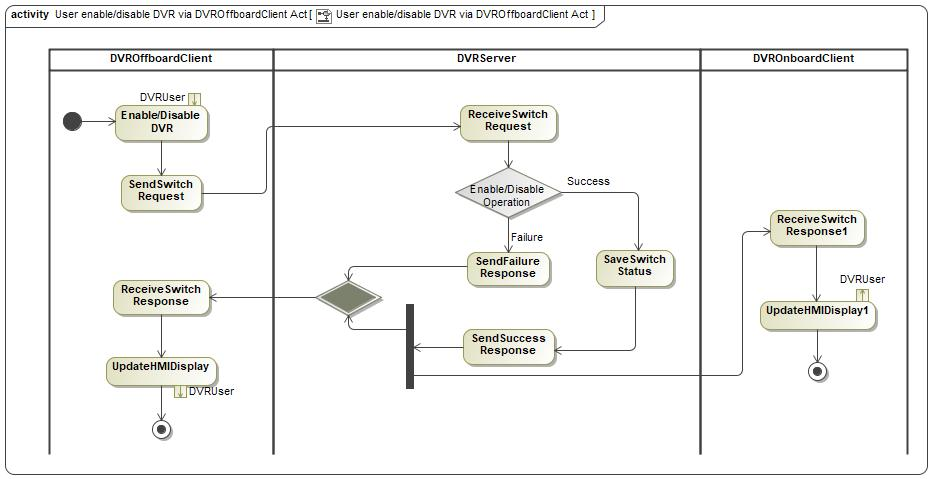 activity User enable/disable DVR via DVROffboardClient Act[ User enable/disable DVR via DVROffboardClient Act ]
DVROffboardClient
DVRServer
DVROnboardClient
DVRUser
Enable/Disable
DVR
SendSwitch
Request
ReceiveSwitch
Request
Enable/Disable
Operation
Success
Failure
SendFailure
Response
SaveSwitch
Status
ReceiveSwitch
Response1
DVRUser
UpdateHMIDisplay1
ReceiveSwitch
Response
SendSuccess
Response
UpdateHMIDisplay
DVRUser